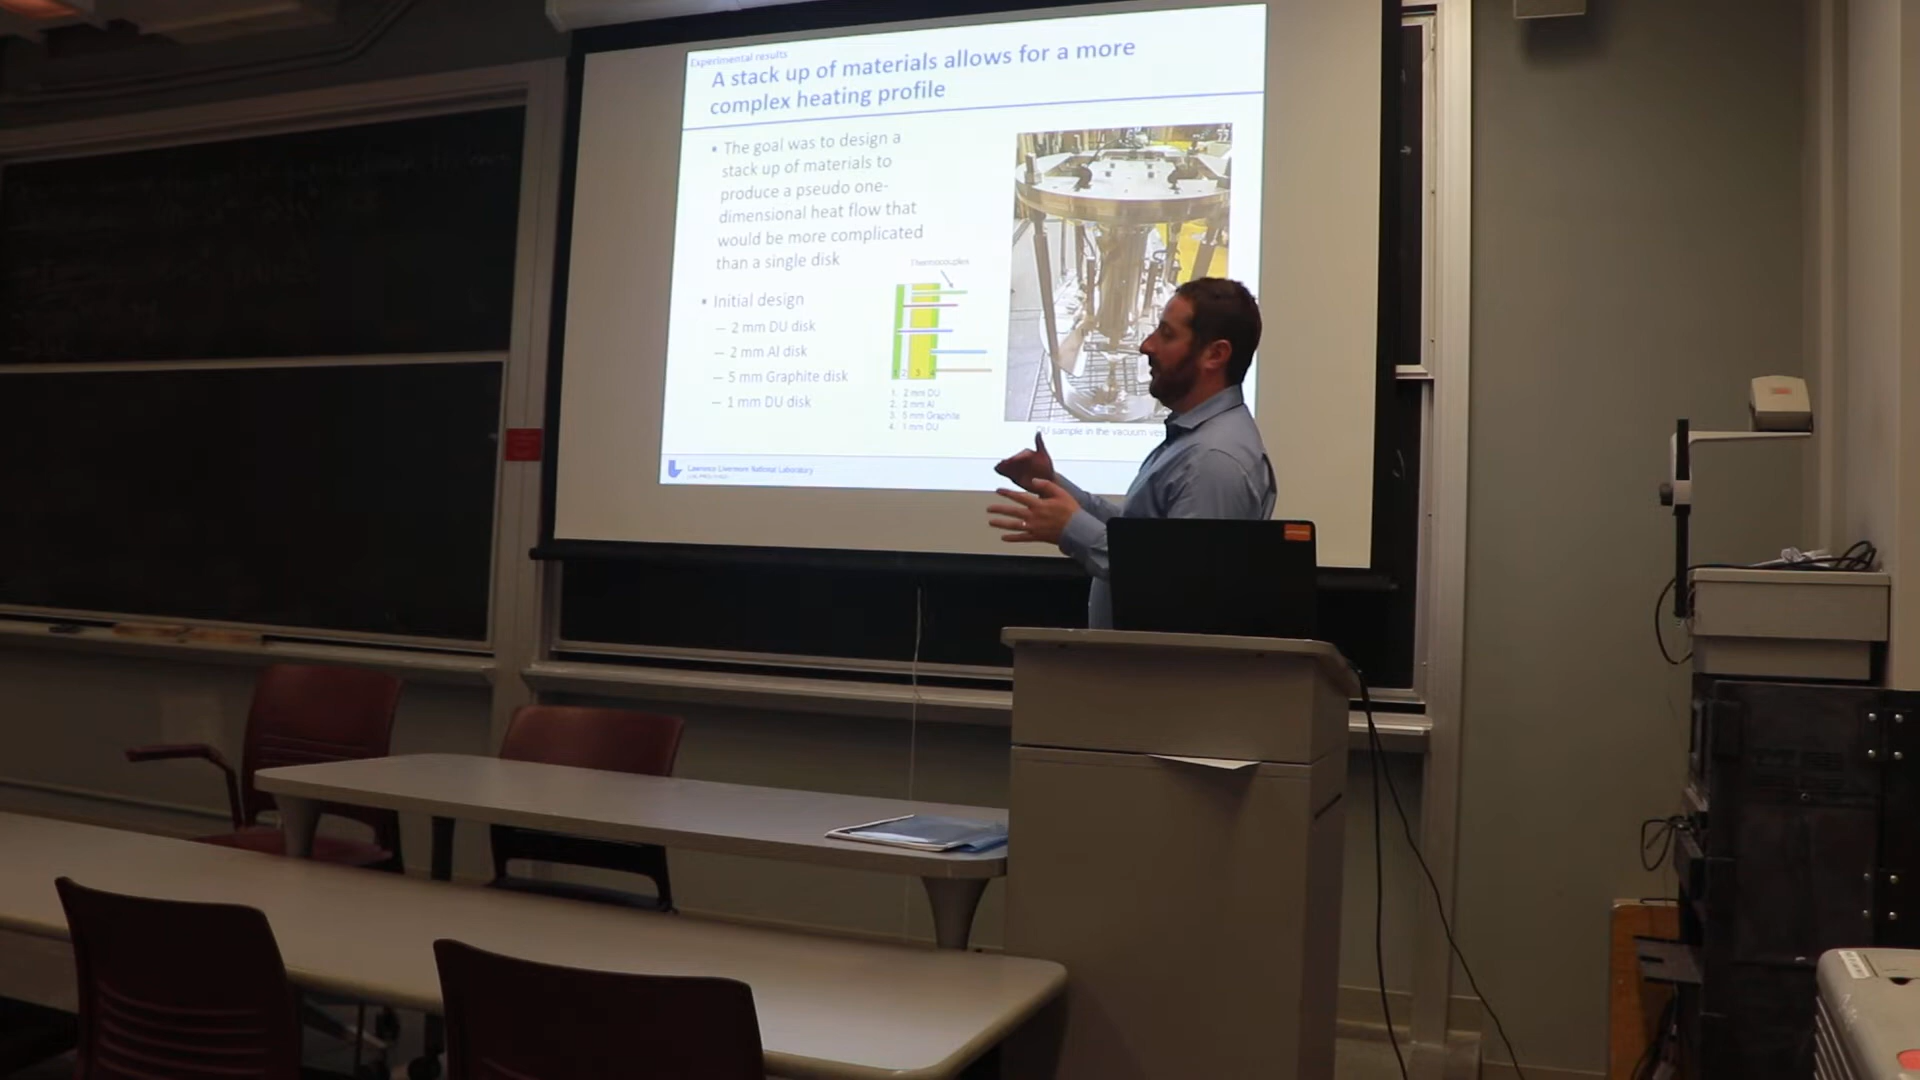 Experimental results
A stack up of materials allows for a more
complex heating profile
• The goal was to design a
stack up of materials to
produce a pseudo one-
dimensional heat flow that
would be more complicated
than a single disk
• Initial design
— 2 mm DU disk
— 2 mm Al disk
— 5 mm Graphite disk
— 1 mm DU disk
Thermocouples
2 3 4
1. 2 mm DU
2. 2 mm Al
3. 5 mm Graphite
4. 1 mm DU
DU sample in the vacuum
Lawrence Livermore National Laboratory